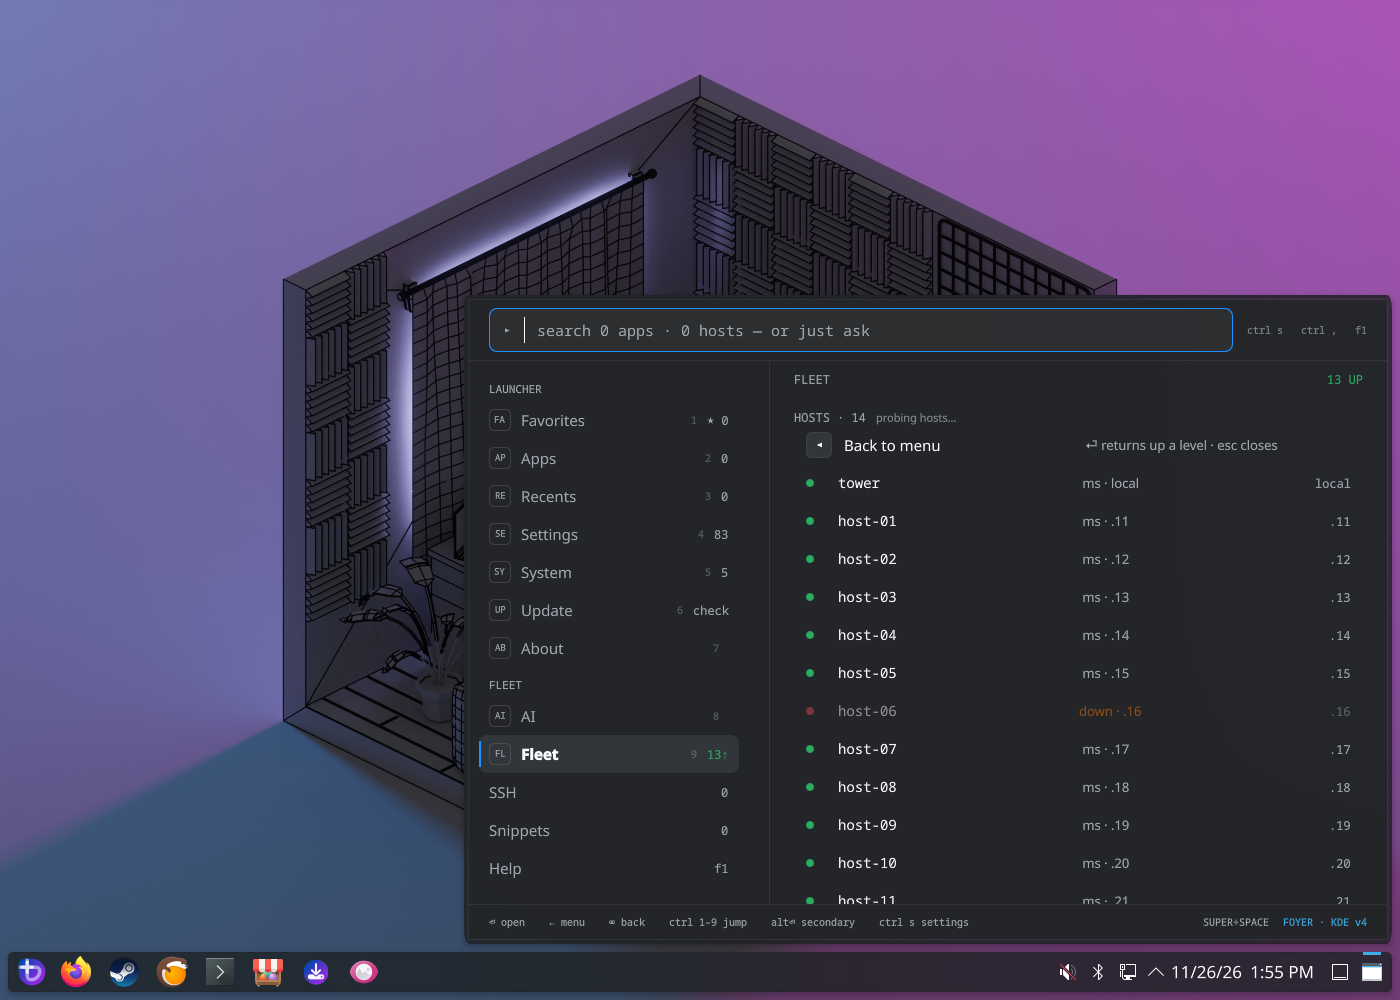 search 0 apps · 0 hosts — or just ask
ctrl s ctrl , f1
LAUNCHER
FA Favorites 1 ★ 0
AP Apps 2 0
RE Recents 3 0
SE Settings 4 83
SY System 5 5
UP Update 6 check
AB About 7
FLEET
AI AI 8
FL Fleet 9 13↑
SSH 0
Snippets 0
Help f1
FLEET 13 UP
HOSTS · 14 probing hosts…
Back to menu ⏎ returns up a level · esc closes
tower ms · local local
host-01 ms · .11 .11
host-02 ms · .12 .12
host-03 ms · .13 .13
host-04 ms · .14 .14
host-05 ms · .15 .15
host-06 down · .16 .16
host-07 ms · .17 .17
host-08 ms · .18 .18
host-09 ms · .19 .19
host-10 ms · .20 .20
host-11 ms · .21 .21
⏎ open ← menu ⌫ back ctrl 1–9 jump alt⏎ secondary ctrl s settings
SUPER+SPACE FOYER · KDE v4
11/26/26 1:55 PM